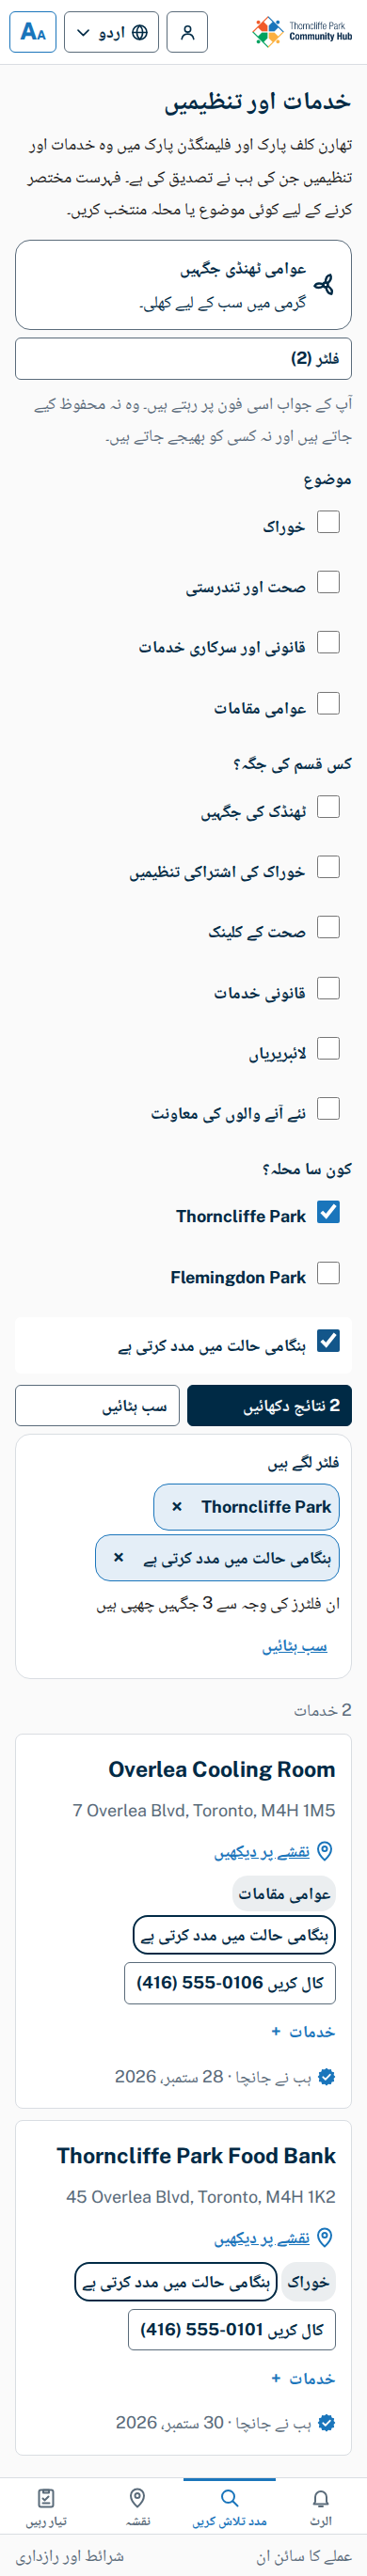 Thorncliffe Park
Community Hub
اردو
AA
خدمات اور تنظیمیں
تھارن کلف پارک اور فلیمنگڈن پارک میں وہ خدمات اور
تنظیمیں جن کی ہب نے تصدیق کی ہے۔ فہرست مختصر
کرنے کے لیے کوئی موضوع یا محلہ منتخب کریں۔
عوامی ٹھنڈی جگہیں
گرمی میں سب کے لیے کھلی۔
فلٹر (2)
آپ کے جواب اسی فون پر رہتے ہیں۔ وہ نہ محفوظ کیے
جاتے ہیں اور نہ کسی کو بھیجے جاتے ہیں۔
موضوع
خوراک
صحت اور تندرستی
قانونی اور سرکاری خدمات
عوامی مقامات
کس قسم کی جگہ؟
ٹھنڈک کی جگہیں
خوراک کی اشتراکی تنظیمیں
صحت کے کلینک
قانونی خدمات
لائبریریاں
نئے آنے والوں کی معاونت
کون سا محلہ؟
Thorncliffe Park
Flemingdon Park
ہنگامی حالت میں مدد کرتی ہے
2 نتائج دکھائیں
سب ہٹائیں
فلٹر لگے ہیں
Thorncliffe Park ×
ہنگامی حالت میں مدد کرتی ہے ×
ان فلٹرز کی وجہ سے 3 جگہیں چھپی ہیں
سب ہٹائیں
2 خدمات
Overlea Cooling Room
7 Overlea Blvd, Toronto, M4H 1M5
نقشے پر دیکھیں
عوامی مقامات
ہنگامی حالت میں مدد کرتی ہے
کال کریں (416) 555-0106
خدمات +
ہب نے جانچا · 28 ستمبر، 2026
Thorncliffe Park Food Bank
45 Overlea Blvd, Toronto, M4H 1K2
نقشے پر دیکھیں
خوراک
ہنگامی حالت میں مدد کرتی ہے
کال کریں (416) 555-0101
خدمات +
ہب نے جانچا · 30 ستمبر، 2026
الرٹ
مدد تلاش کریں
نقشہ
تیار رہیں
عملے کا سائن ان
شرائط اور رازداری